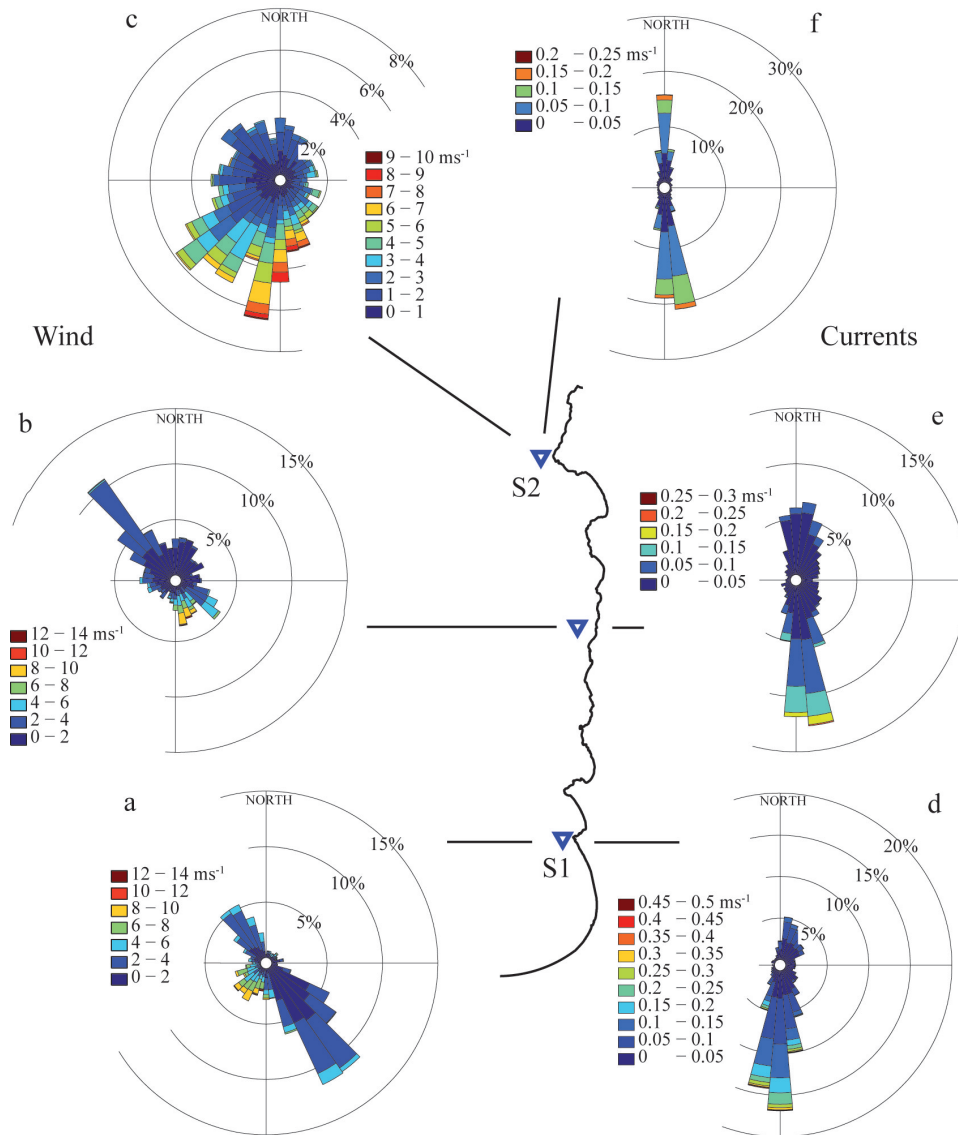 c
NORTH
8%
6%
4%
2%
9 – 10 ms-1
8 – 9
7 – 8
6 – 7
5 – 6
4 – 5
3 – 4
2 – 3
1 – 2
0 – 1
Wind
f
NORTH
0.2 – 0.25 ms-1
0.15 – 0.2
0.1 – 0.15
0.05 – 0.1
0 – 0.05
30%
20%
10%
Currents
b
NORTH
15%
10%
5%
12 – 14 ms-1
10 – 12
8 – 10
6 – 8
4 – 6
2 – 4
0 – 2
S2
e
NORTH
15%
10%
5%
0.25 – 0.3 ms-1
0.2 – 0.25
0.15 – 0.2
0.1 – 0.15
0.05 – 0.1
0 – 0.05
a
NORTH
15%
10%
5%
12 – 14 ms-1
10 – 12
8 – 10
6 – 8
4 – 6
2 – 4
0 – 2
S1
d
NORTH
20%
15%
10%
5%
0.45 – 0.5 ms-1
0.4 – 0.45
0.35 – 0.4
0.3 – 0.35
0.25 – 0.3
0.2 – 0.25
0.15 – 0.2
0.1 – 0.15
0.05 – 0.1
0 – 0.05